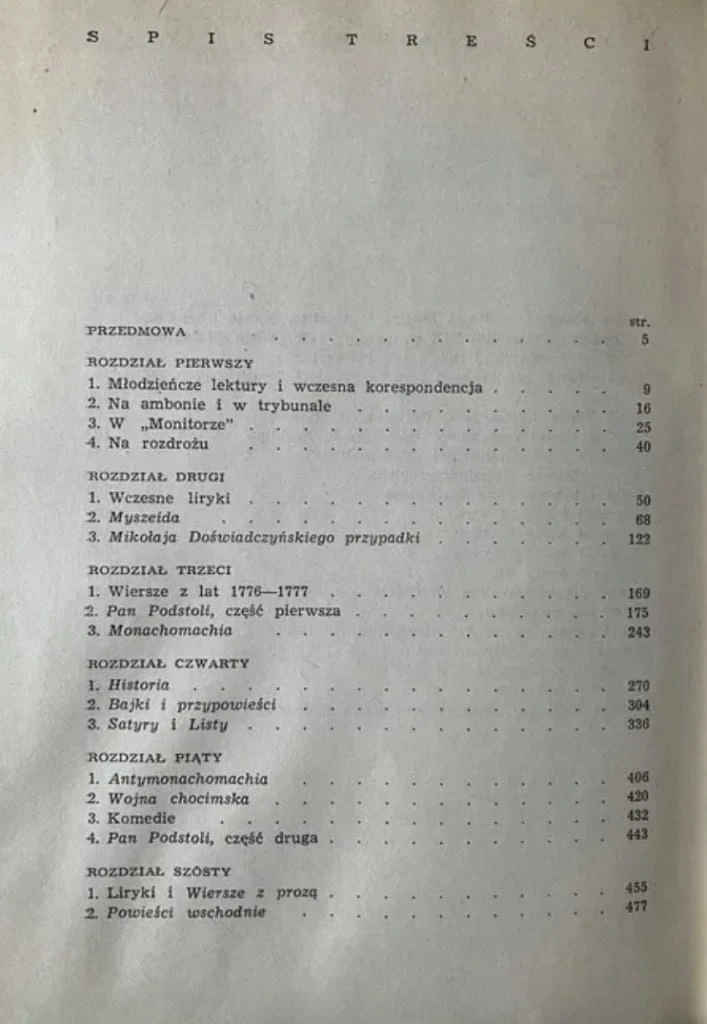 SPIS TREŚCI
str.
PRZEDMOWA . . . . . . . . . . . . . 5
ROZDZIAŁ PIERWSZY
1. Młodzieńcze lektury i wczesna korespondencja . . . . . 9
2. Na ambonie i w trybunale . . . . . . . . . . 16
3. W „Monitorze” . . . . . . . . . . . . . . 25
4. Na rozdrożu . . . . . . . . . . . . . . 40
ROZDZIAŁ DRUGI
1. Wczesne liryki . . . . . . . . . . . . . . 50
2. Myszeida . . . . . . . . . . . . . . . 68
3. Mikołaja Doświadczyńskiego przypadki . . . . . . . 122
ROZDZIAŁ TRZECI
1. Wiersze z lat 1776—1777 . . . . . . . . . . . 169
2. Pan Podstoli, część pierwsza . . . . . . . . . . 175
3. Monachomachia . . . . . . . . . . . . . 243
ROZDZIAŁ CZWARTY
1. Historia . . . . . . . . . . . . . . . . 270
2. Bajki i przypowieści . . . . . . . . . . . . 304
3. Satyry i Listy . . . . . . . . . . . . . . 336
ROZDZIAŁ PIĄTY
1. Antymonachomachia . . . . . . . . . . . . 406
2. Wojna chocimska . . . . . . . . . . . . . 420
3. Komedie . . . . . . . . . . . . . . . 432
4. Pan Podstoli, część druga . . . . . . . . . . . 443
ROZDZIAŁ SZÓSTY
1. Liryki i Wiersze z prozą . . . . . . . . . . . 455
2. Powieści wschodnie . . . . . . . . . . . . 477